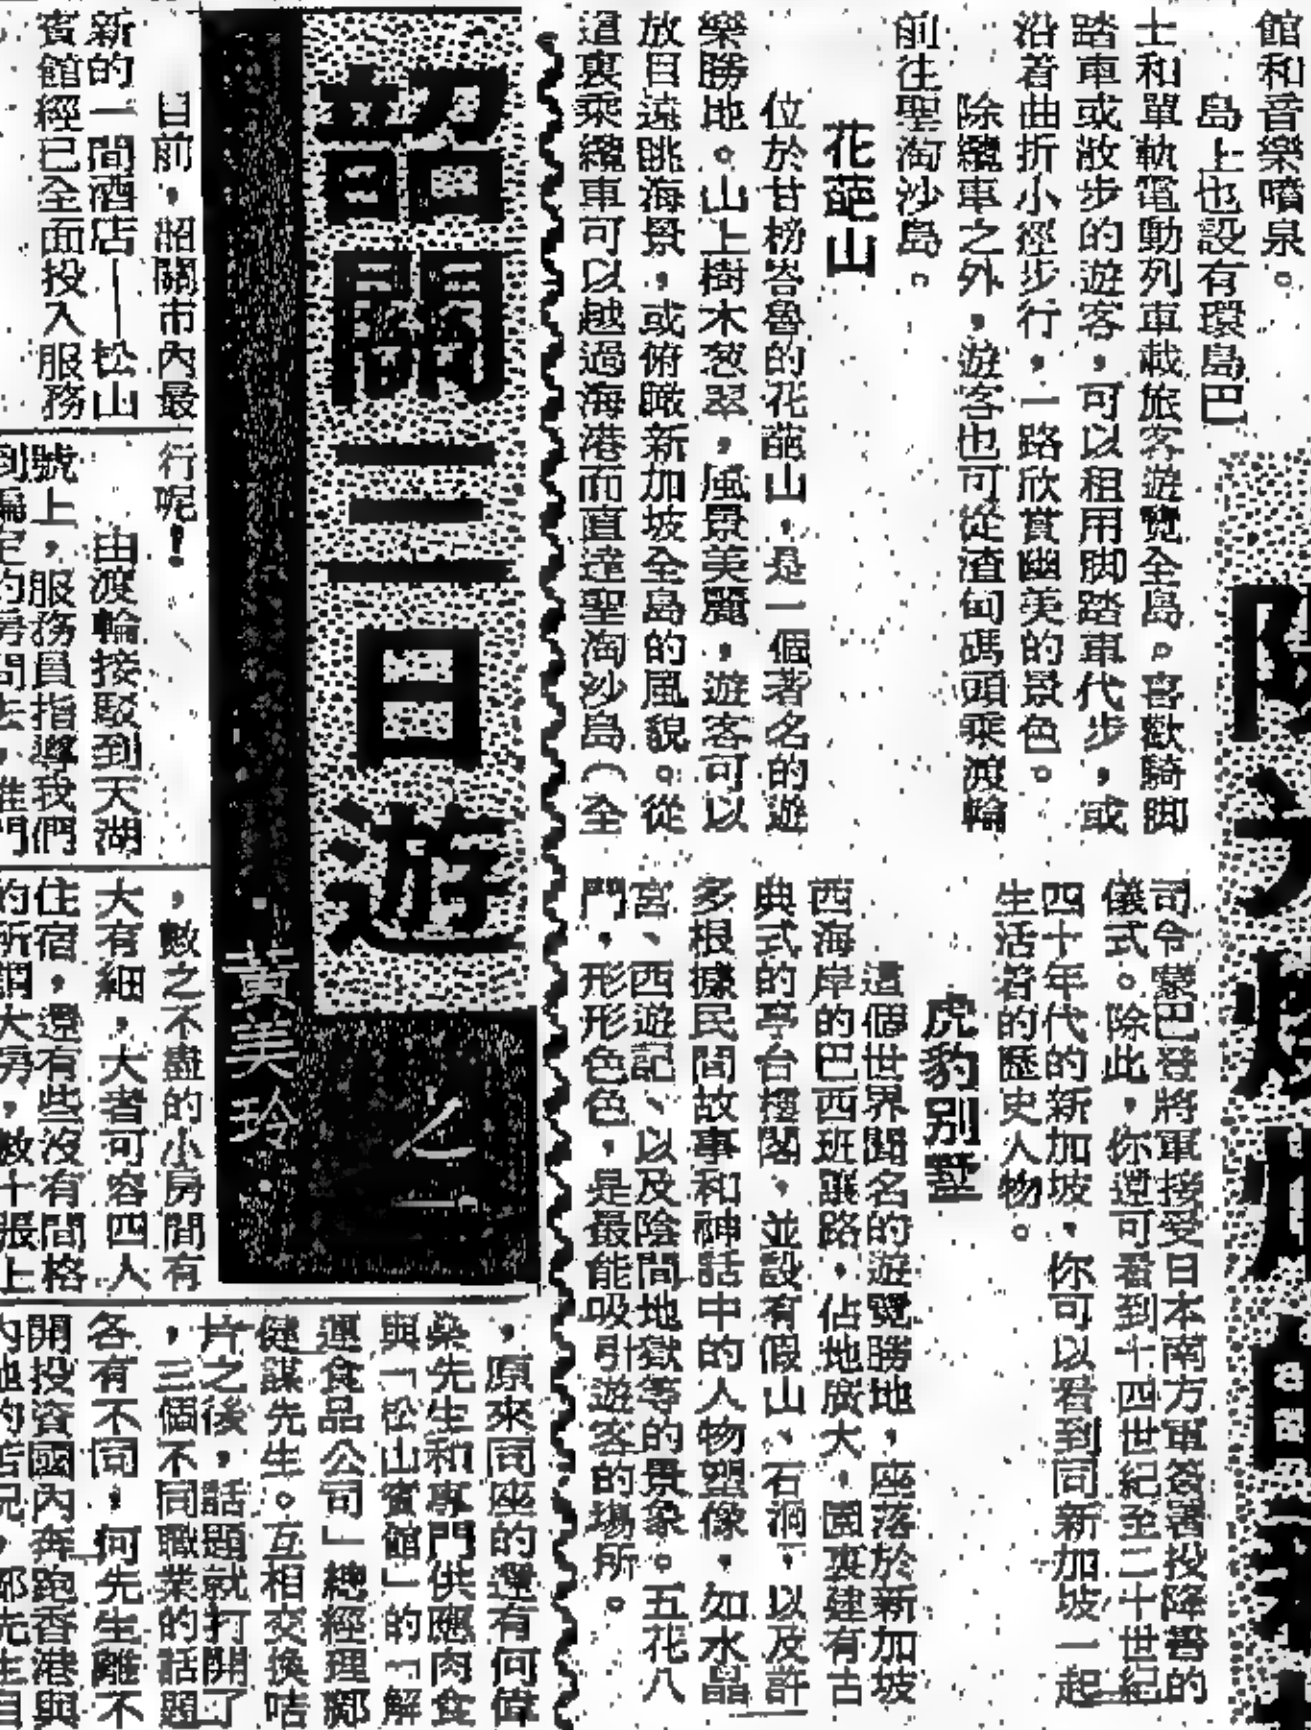 館和音樂噴泉。
島上也設有環島巴
士和單軌電動列車載旅客遊覽全島。喜歡騎脚
踏車或散步的遊客，可以租用脚踏車代步，或
沿着曲折小徑步行，一路欣賞幽美的景色。
除纜車之外，遊客也可從渣甸碼頭乘渡輪
前往聖淘沙島。
花葩山
位於甘榜峇魯的花葩山，是一個著名的遊
樂勝地。山上樹木葱翠，風景美麗，遊客可以
放目遠眺海景，或俯瞰新加坡全島的風貌。從
這裏乘纜車可以越過海港而直達聖淘沙島（全
司令蒙巴登將軍接受日本南方軍簽署投降書的
儀式。除此，你還可看到十四世紀至二十世紀
四十年代的新加坡，你可以看到同新加坡一起
生活着的歷史人物。
虎豹别墅
這個世界聞名的遊覽勝地，座落於新加坡
西海岸的巴西班讓路，佔地廣大，園裏建有古
典式的亭台樓閣，並設有假山、石洞，以及許
多根據民間故事和神話中的人物塑像，如水晶
宮、西遊記、以及陰間地獄等的景象。五花八
門，形形色色，是最能吸引遊客的場所。
韶關三日遊
之二
·黃美玲·
目前，韶關市內最
新的一間酒店——松山
賓館經已全面投入服務
行呢！
由渡輪接駁到天湖
號上，服務員指導我們
到編定的房間去，進門
，數之不盡的小房間有
大有細，大者可容四人
住宿，還有些沒有間格
的所謂大房，數十張上
，原來同座的還有何偉
榮先生和專門供應肉食
與「松山賓館」的「解
運食品公司」總經理鄺
健謀先生。互相交換咭
片之後，話題就打開了
，三個不同職業的話題
各有不同，何先生離不
開投資國內奔跑香港與
內地的苦况，鄺先生自